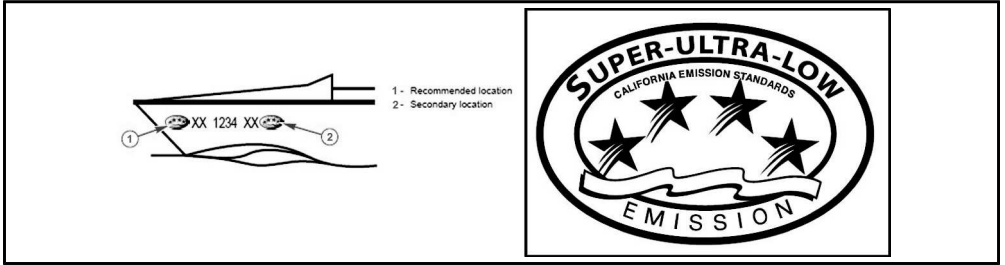 1 - Recommended location
2 - Secondary location
XX 1234 XX
1
2
SUPER-ULTRA-LOW
CALIFORNIA EMISSION STANDARDS
EMISSION